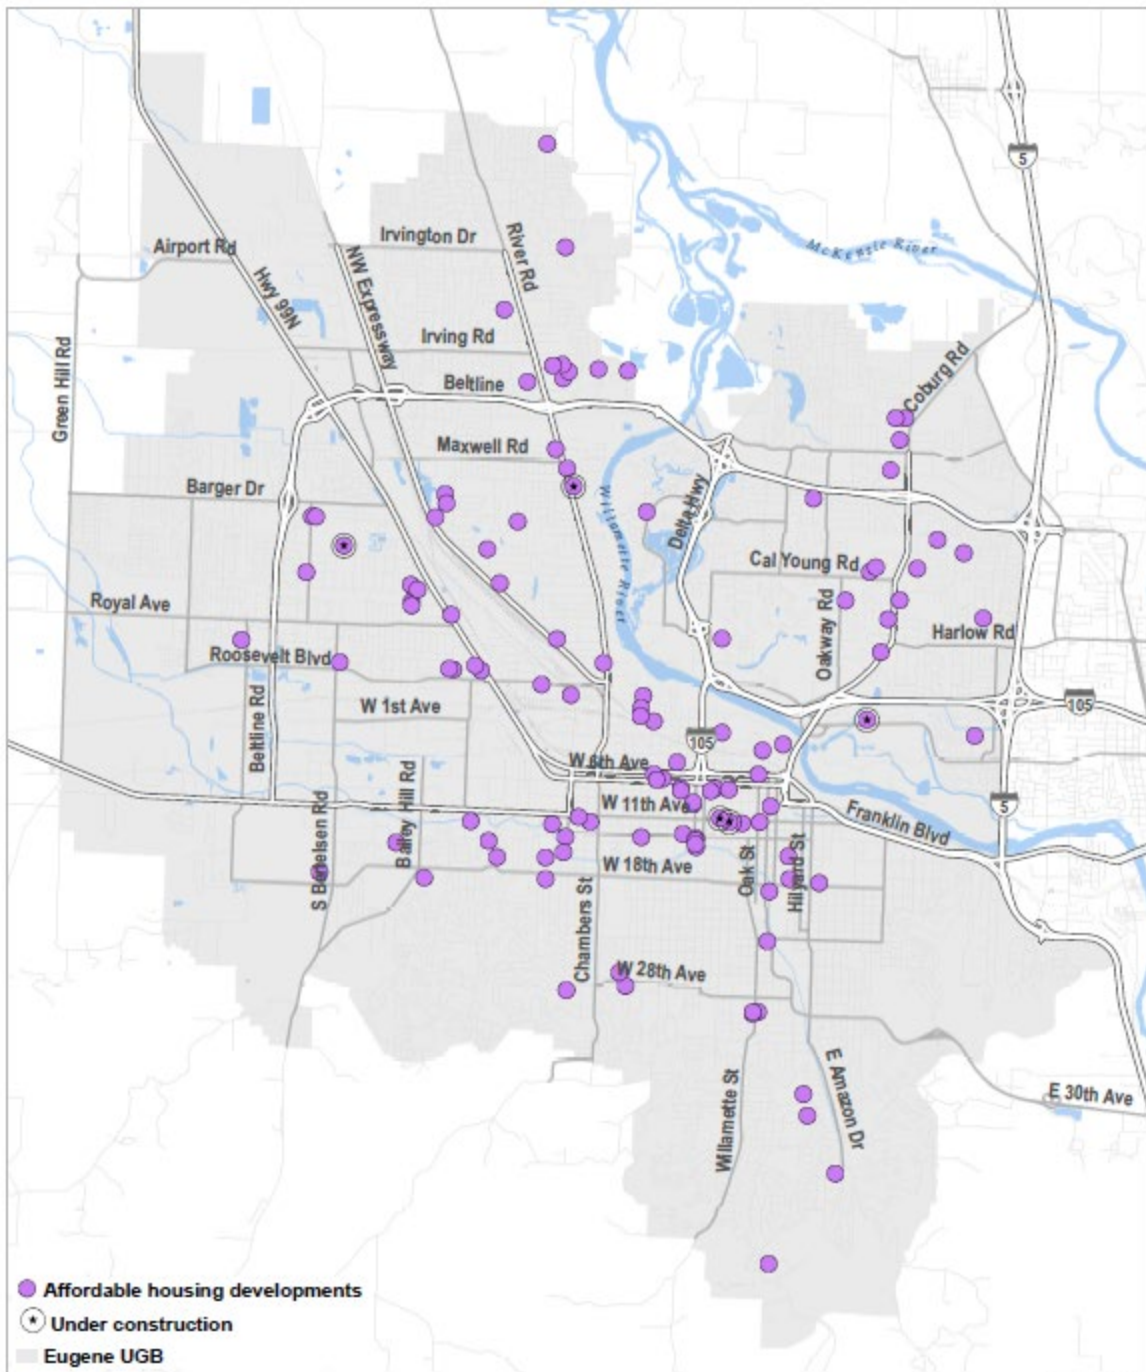 5
McKenzie River
Irvington Dr
River Rd
Airport Rd
NW Expressway
Hwy 99N
Irving Rd
Green Hill Rd
Coburg Rd
Beltline
Maxwell Rd
Barger Dr
Willamette River
Delta Hwy
Cal Young Rd
Royal Ave
Oakway Rd
Harlow Rd
Roosevelt Blvd
W 1st Ave
105
Beltline Rd
105
W 6th Ave
Bailey Hill Rd
W 11th Ave
5
Franklin Blvd
S Bertelsen Rd
W 18th Ave
Oak St
Hilyard St
Chambers St
W 28th Ave
Willamette St
E Amazon Dr
E 30th Ave
Affordable housing developments
Under construction
Eugene UGB